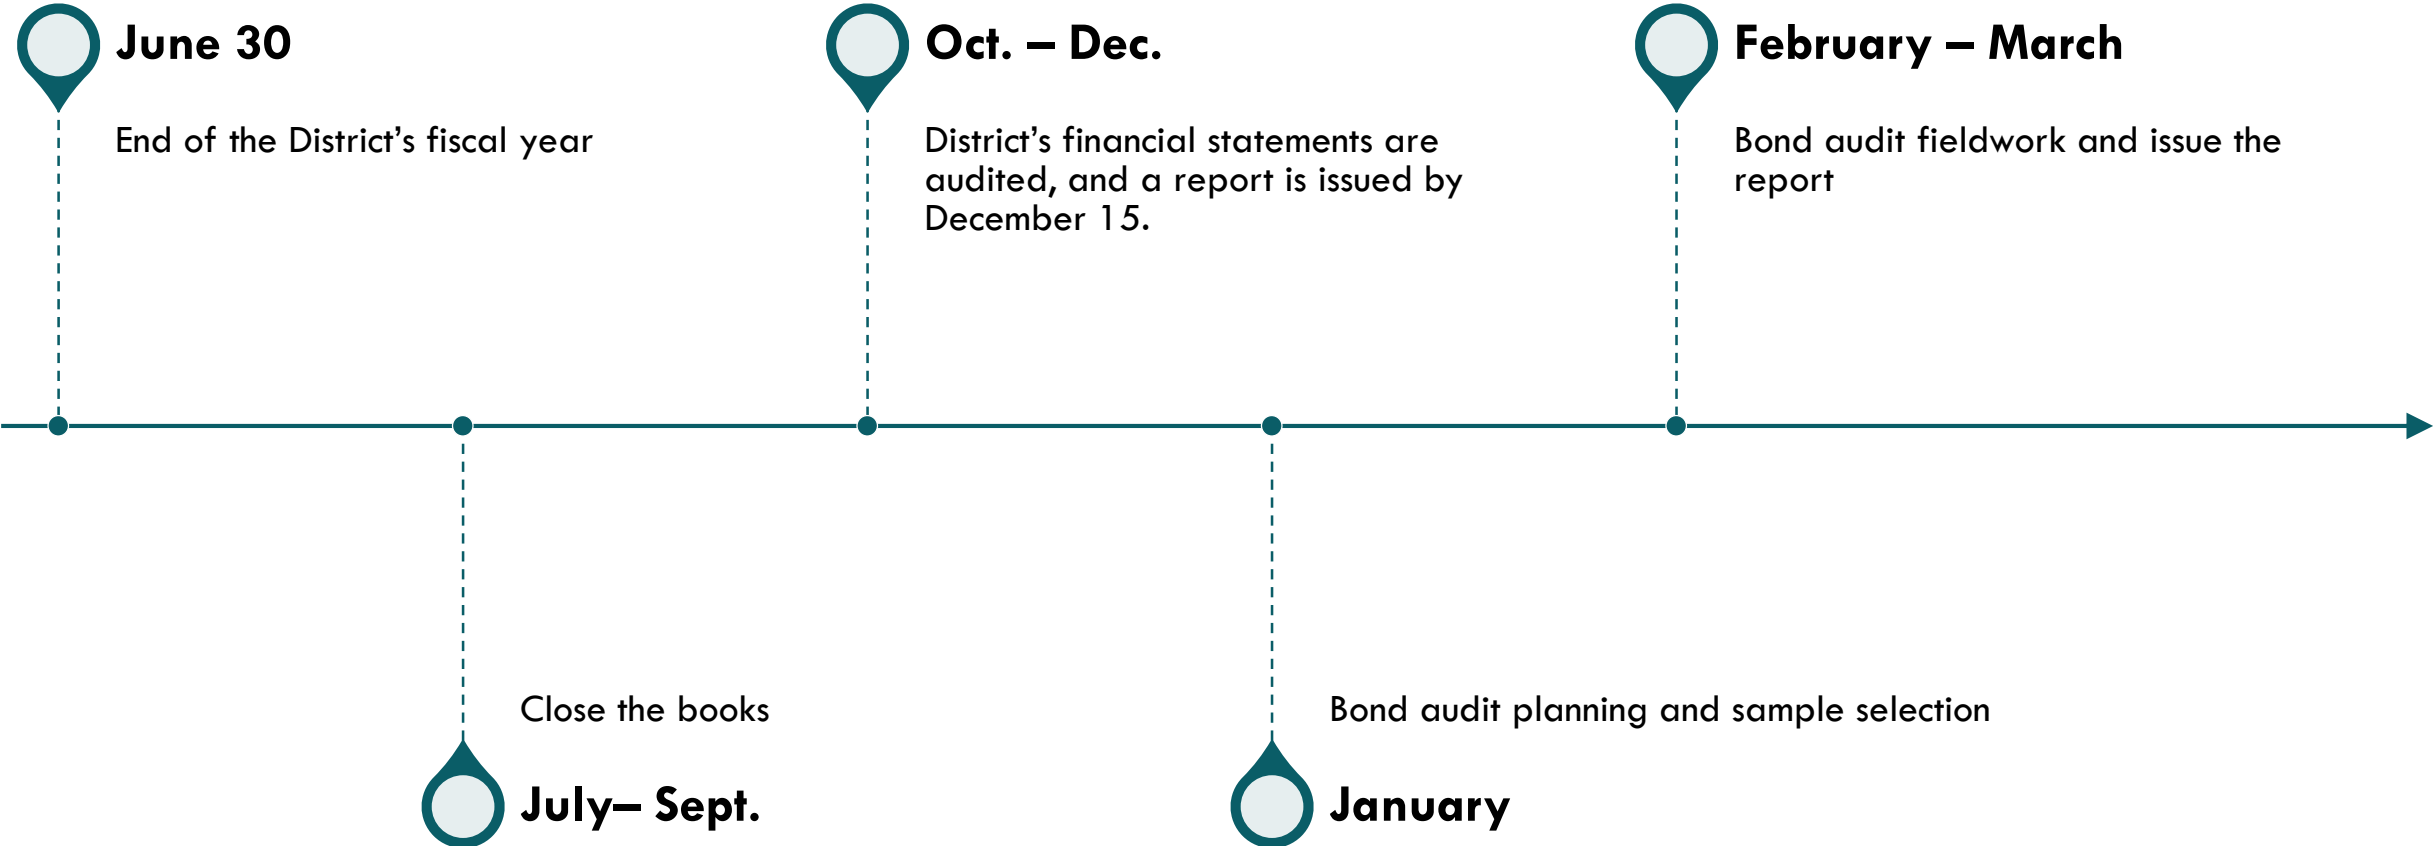 June 30
End of the District’s fiscal year
Oct. – Dec.
District’s financial statements are
audited, and a report is issued by
December 15.
February – March
Bond audit fieldwork and issue the
report
Close the books
July– Sept.
Bond audit planning and sample selection
January